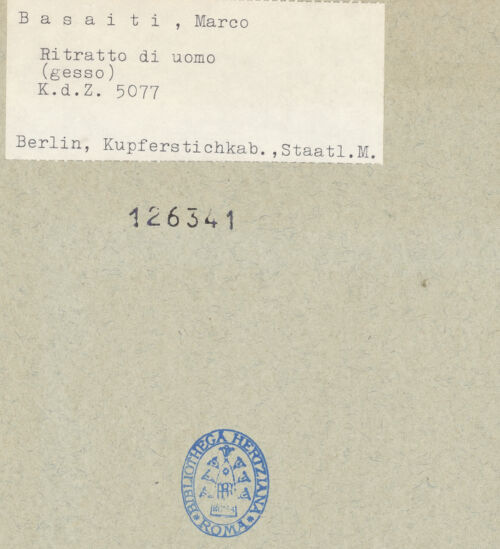 B a s a i t i , Marco
Ritratto di uomo
(gesso)
K.d.Z. 5077
Berlin, Kupferstichkab.,Staatl.M.
126341
BIBLIOTHECA HERTZIANA
ROMA